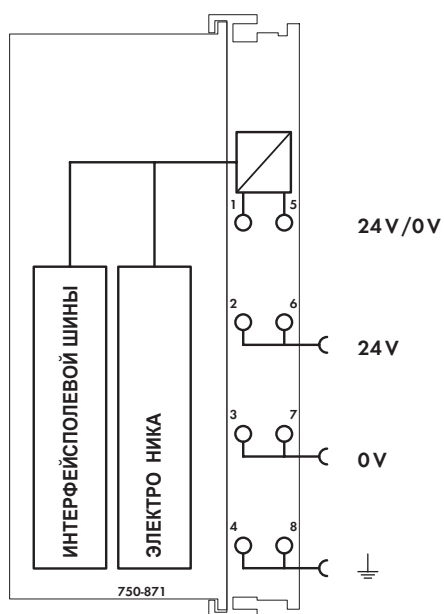 1 5
24V/0V
2 6
24V
3 7
0V
4 8
ИНТЕРФЕЙСПОЛЕВОЙ ШИНЫ
ЭЛЕКТРО НИКА
750-871